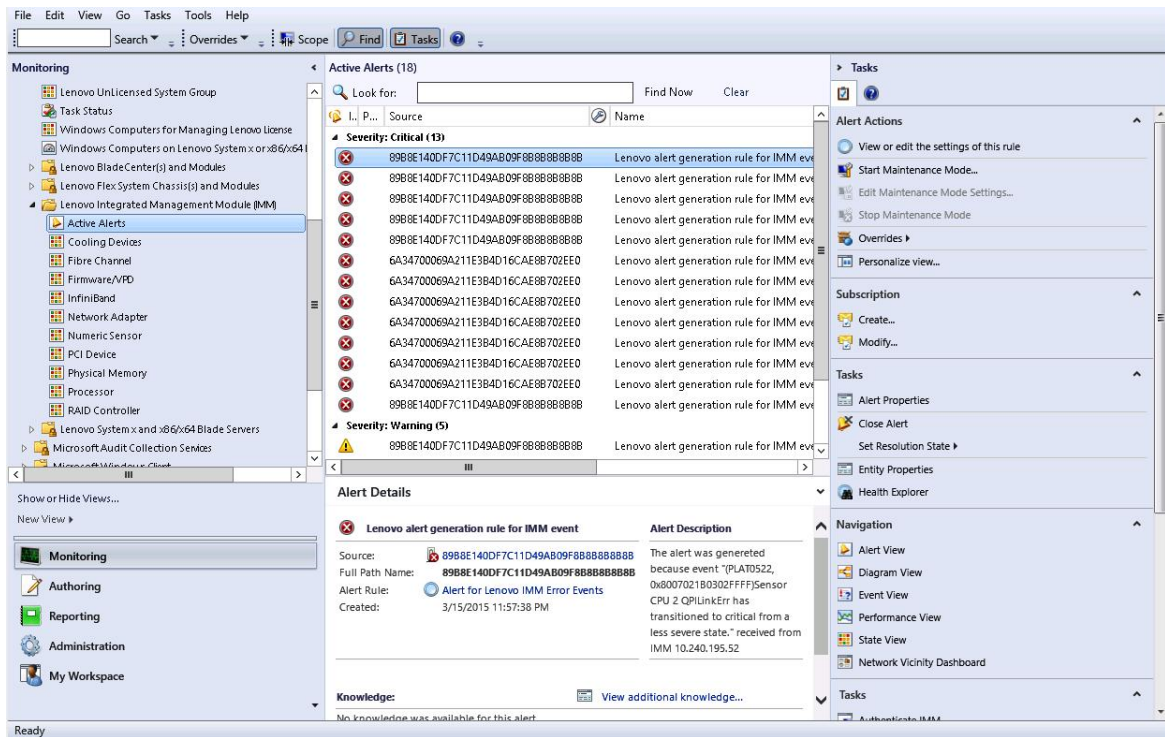 File Edit View Go Tasks Tools Help
Search Overrides Scope Find Tasks
Monitoring
Lenovo UnLicensed System Group
Task Status
Windows Computers for Managing Lenovo License
Windows Computers on Lenovo System x or x86/x64 I
Lenovo BladeCenter(s) and Modules
Lenovo Flex System Chassis(s) and Modules
Lenovo Integrated Management Module (IMM)
Active Alerts
Cooling Devices
Fibre Channel
Firmware/VPD
InfiniBand
Network Adapter
Numeric Sensor
PCI Device
Physical Memory
Processor
RAID Controller
Lenovo System x and x86/x64 Blade Servers
Microsoft Audit Collection Services
Microsoft Windows Client
Show or Hide Views...
New View
Monitoring
Authoring
Reporting
Administration
My Workspace
Active Alerts (18)
Look for: Find Now Clear
I.. P... Source Name
Severity: Critical (13)
89B8E140DF7C11D49AB09F8B8B8B8B8B Lenovo alert generation rule for IMM eve
89B8E140DF7C11D49AB09F8B8B8B8B8B Lenovo alert generation rule for IMM eve
89B8E140DF7C11D49AB09F8B8B8B8B8B Lenovo alert generation rule for IMM eve
89B8E140DF7C11D49AB09F8B8B8B8B8B Lenovo alert generation rule for IMM eve
89B8E140DF7C11D49AB09F8B8B8B8B8B Lenovo alert generation rule for IMM eve
6A34700069A211E3B4D16CAE8B702EE0 Lenovo alert generation rule for IMM eve
6A34700069A211E3B4D16CAE8B702EE0 Lenovo alert generation rule for IMM eve
6A34700069A211E3B4D16CAE8B702EE0 Lenovo alert generation rule for IMM eve
6A34700069A211E3B4D16CAE8B702EE0 Lenovo alert generation rule for IMM eve
6A34700069A211E3B4D16CAE8B702EE0 Lenovo alert generation rule for IMM eve
6A34700069A211E3B4D16CAE8B702EE0 Lenovo alert generation rule for IMM eve
6A34700069A211E3B4D16CAE8B702EE0 Lenovo alert generation rule for IMM eve
89B8E140DF7C11D49AB09F8B8B8B8B8B Lenovo alert generation rule for IMM eve
Severity: Warning (5)
89B8E140DF7C11D49AB09F8B8B8B8B8B Lenovo alert generation rule for IMM eve
Alert Details
Lenovo alert generation rule for IMM event
Source: 89B8E140DF7C11D49AB09F8B8B8B8B8B
Full Path Name: 89B8E140DF7C11D49AB09F8B8B8B8B8B
Alert Rule: Alert for Lenovo IMM Error Events
Created: 3/15/2015 11:57:38 PM
Alert Description
The alert was genereted
because event "(PLAT0522,
0x8007021B0302FFFF)Sensor
CPU 2 QPILinkErr has
transitioned to critical from a
less severe state." received from
IMM 10.240.195.52
Knowledge: View additional knowledge...
No knowledge was available for this alert
Tasks
Alert Actions
View or edit the settings of this rule
Start Maintenance Mode...
Edit Maintenance Mode Settings...
Stop Maintenance Mode
Overrides
Personalize view...
Subscription
Create...
Modify...
Tasks
Alert Properties
Close Alert
Set Resolution State
Entity Properties
Health Explorer
Navigation
Alert View
Diagram View
Event View
Performance View
State View
Network Vicinity Dashboard
Tasks
Authenticate IMM
Ready